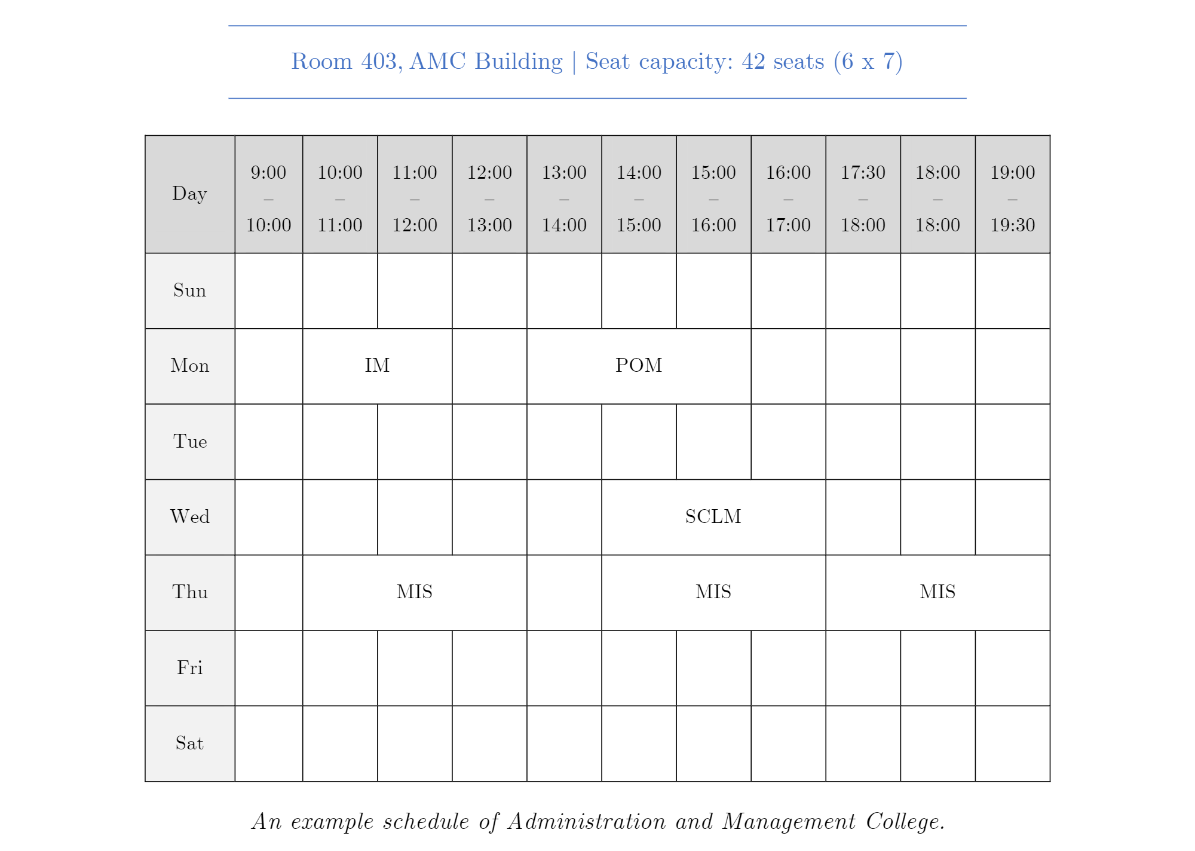 Room 403, AMC Building | Seat capacity: 42 seats (6 x 7)
Day 9:00 – 10:00 10:00 – 11:00 11:00 – 12:00 12:00 – 13:00 13:00 – 14:00 14:00 – 15:00 15:00 – 16:00 16:00 – 17:00 17:30 – 18:00 18:00 – 18:00 19:00 – 19:30
Sun
Mon IM POM
Tue
Wed SCLM
Thu MIS MIS MIS
Fri
Sat
An example schedule of Administration and Management College.